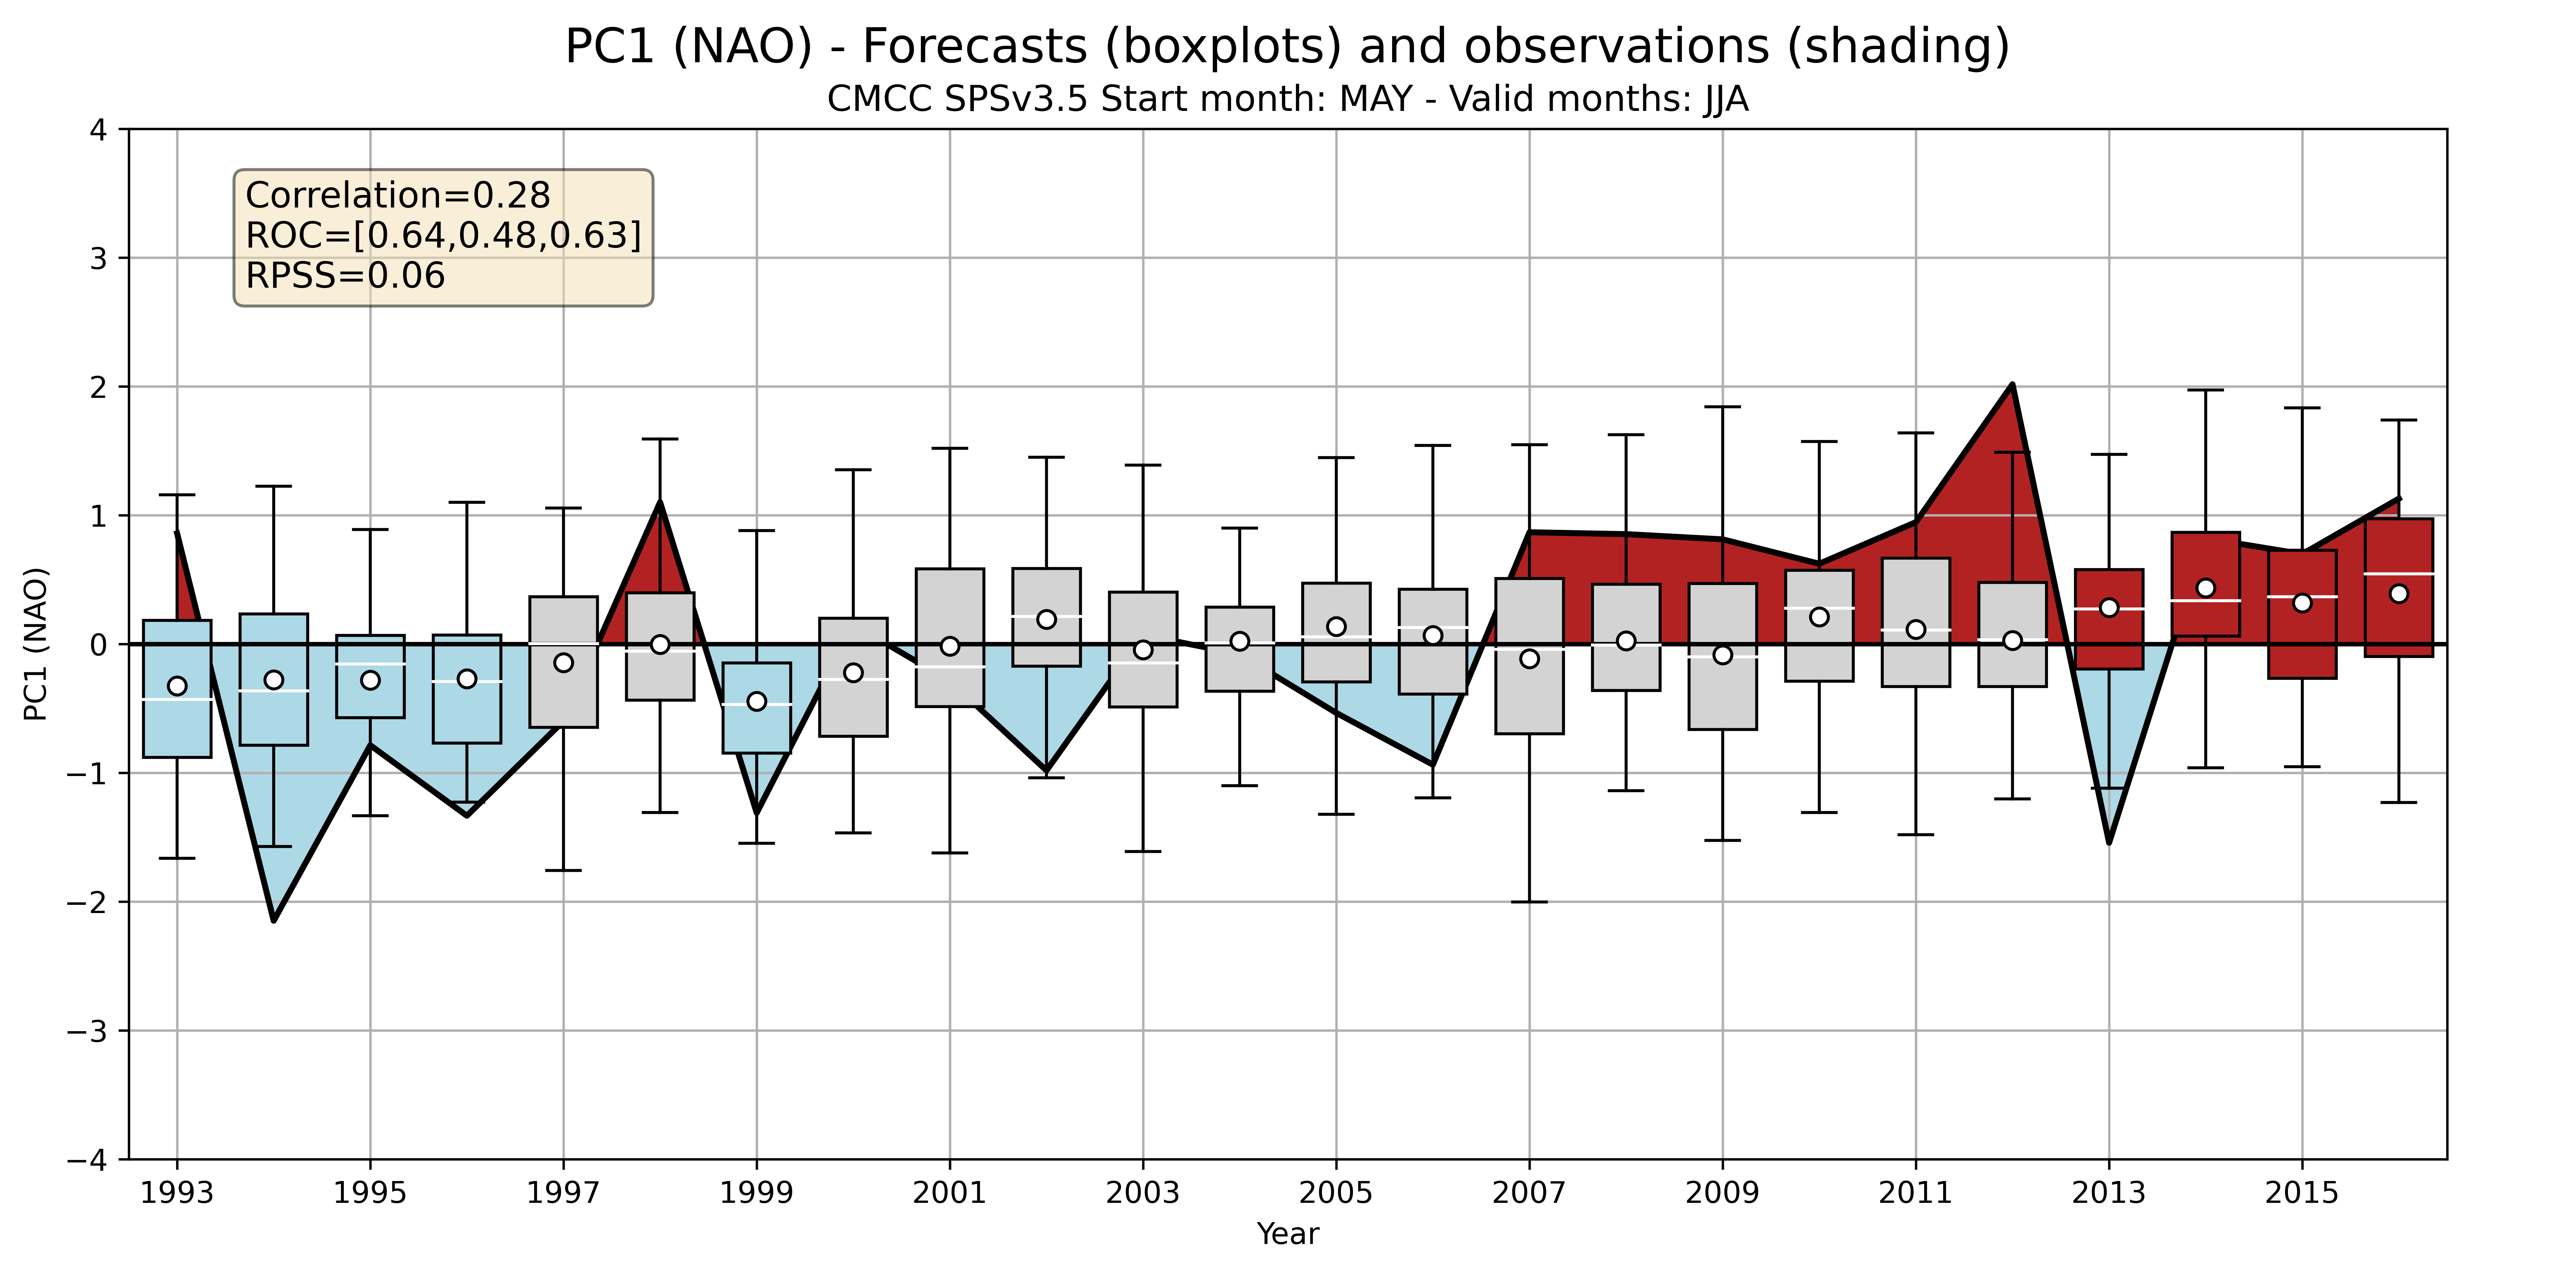 PC1 (NAO) - Forecasts (boxplots) and observations (shading)
CMCC SPSv3.5 Start month: MAY - Valid months: JJA
Correlation=0.28
ROC=[0.64,0.48,0.63]
RPSS=0.06
PC1 (NAO)
4
3
2
1
0
−1
−2
−3
−4
1993 1995 1997 1999 2001 2003 2005 2007 2009 2011 2013 2015
Year